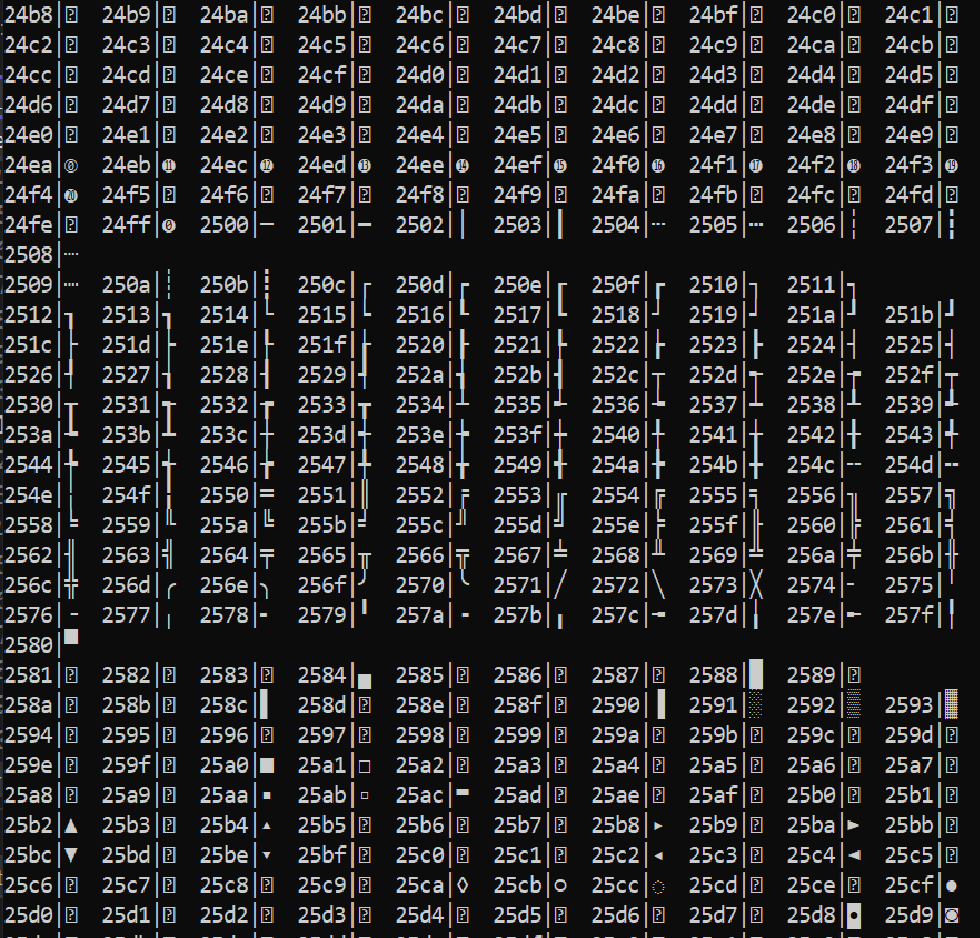 24b8|⍰ 24b9|⍰ 24ba|⍰ 24bb|⍰ 24bc|⍰ 24bd|⍰ 24be|⍰ 24bf|⍰ 24c0|⍰ 24c1|⍰
24c2|⍰ 24c3|⍰ 24c4|⍰ 24c5|⍰ 24c6|⍰ 24c7|⍰ 24c8|⍰ 24c9|⍰ 24ca|⍰ 24cb|⍰
24cc|⍰ 24cd|⍰ 24ce|⍰ 24cf|⍰ 24d0|⍰ 24d1|⍰ 24d2|⍰ 24d3|⍰ 24d4|⍰ 24d5|⍰
24d6|⍰ 24d7|⍰ 24d8|⍰ 24d9|⍰ 24da|⍰ 24db|⍰ 24dc|⍰ 24dd|⍰ 24de|⍰ 24df|⍰
24e0|⍰ 24e1|⍰ 24e2|⍰ 24e3|⍰ 24e4|⍰ 24e5|⍰ 24e6|⍰ 24e7|⍰ 24e8|⍰ 24e9|⍰
24ea|⓪ 24eb|⓫ 24ec|⓬ 24ed|⓭ 24ee|⓮ 24ef|⓯ 24f0|⓰ 24f1|⓱ 24f2|⓲ 24f3|⓳
24f4|⓴ 24f5|⍰ 24f6|⍰ 24f7|⍰ 24f8|⍰ 24f9|⍰ 24fa|⍰ 24fb|⍰ 24fc|⍰ 24fd|⍰
24fe|⍰ 24ff|⓿ 2500|─ 2501|━ 2502|│ 2503|┃ 2504|┄ 2505|┅ 2506|┆ 2507|┇
2508|┈
2509|┉ 250a|┊ 250b|┋ 250c|┌ 250d|┍ 250e|┎ 250f|┏ 2510|┐ 2511|┑
2512|┒ 2513|┓ 2514|└ 2515|┕ 2516|┖ 2517|┗ 2518|┘ 2519|┙ 251a|┚ 251b|┛
251c|├ 251d|┝ 251e|┞ 251f|┟ 2520|┠ 2521|┡ 2522|┢ 2523|┣ 2524|┤ 2525|┥
2526|┦ 2527|┧ 2528|┨ 2529|┩ 252a|┪ 252b|┫ 252c|┬ 252d|┭ 252e|┮ 252f|┯
2530|┰ 2531|┱ 2532|┲ 2533|┳ 2534|┴ 2535|┵ 2536|┶ 2537|┷ 2538|┸ 2539|┹
253a|┺ 253b|┻ 253c|┼ 253d|┽ 253e|┾ 253f|┿ 2540|╀ 2541|╁ 2542|╂ 2543|╃
2544|╄ 2545|╅ 2546|╆ 2547|╇ 2548|╈ 2549|╉ 254a|╊ 254b|╋ 254c|╌ 254d|╍
254e|╎ 254f|╏ 2550|═ 2551|║ 2552|╒ 2553|╓ 2554|╔ 2555|╕ 2556|╖ 2557|╗
2558|╘ 2559|╙ 255a|╚ 255b|╛ 255c|╜ 255d|╝ 255e|╞ 255f|╟ 2560|╠ 2561|╡
2562|╢ 2563|╣ 2564|╤ 2565|╥ 2566|╦ 2567|╧ 2568|╨ 2569|╩ 256a|╪ 256b|╫
256c|╬ 256d|╭ 256e|╮ 256f|╯ 2570|╰ 2571|╱ 2572|╲ 2573|╳ 2574|╴ 2575|╵
2576|╶ 2577|╷ 2578|╸ 2579|╹ 257a|╺ 257b|╻ 257c|╼ 257d|╽ 257e|╾ 257f|╿
2580|▀
2581|⍰ 2582|⍰ 2583|⍰ 2584|▄ 2585|⍰ 2586|⍰ 2587|⍰ 2588|█ 2589|⍰
258a|⍰ 258b|⍰ 258c|▌ 258d|⍰ 258e|⍰ 258f|⍰ 2590|▐ 2591|░ 2592|▒ 2593|▓
2594|⍰ 2595|⍰ 2596|⍰ 2597|⍰ 2598|⍰ 2599|⍰ 259a|⍰ 259b|⍰ 259c|⍰ 259d|⍰
259e|⍰ 259f|⍰ 25a0|■ 25a1|□ 25a2|⍰ 25a3|⍰ 25a4|⍰ 25a5|⍰ 25a6|⍰ 25a7|⍰
25a8|⍰ 25a9|⍰ 25aa|▪ 25ab|▫ 25ac|▬ 25ad|⍰ 25ae|⍰ 25af|⍰ 25b0|⍰ 25b1|⍰
25b2|▲ 25b3|⍰ 25b4|▴ 25b5|⍰ 25b6|⍰ 25b7|⍰ 25b8|▸ 25b9|⍰ 25ba|► 25bb|⍰
25bc|▼ 25bd|⍰ 25be|▾ 25bf|⍰ 25c0|⍰ 25c1|⍰ 25c2|◂ 25c3|⍰ 25c4|◄ 25c5|⍰
25c6|⍰ 25c7|⍰ 25c8|⍰ 25c9|⍰ 25ca|◊ 25cb|○ 25cc|◌ 25cd|⍰ 25ce|⍰ 25cf|●
25d0|⍰ 25d1|⍰ 25d2|⍰ 25d3|⍰ 25d4|⍰ 25d5|⍰ 25d6|⍰ 25d7|⍰ 25d8|◘ 25d9|◙